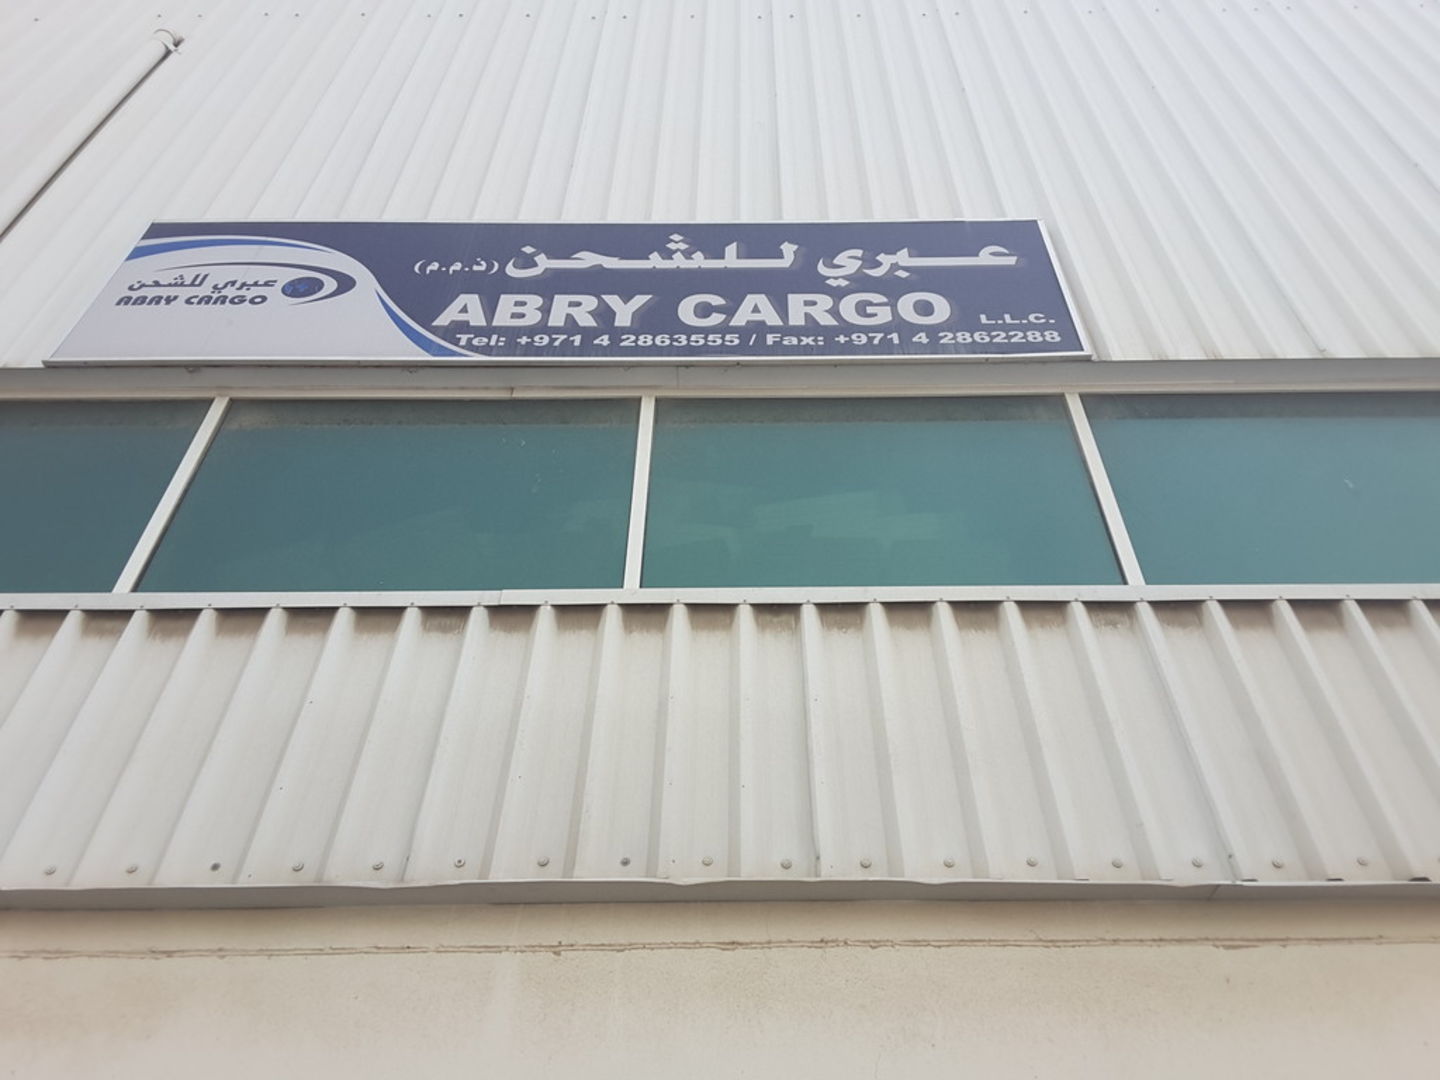 عبري للشحن
ABRY CARGO
عبري للشحن (ذ.م.م)
ABRY CARGO L.L.C.
Tel: +971 4 2863555 / Fax: +971 4 2862288